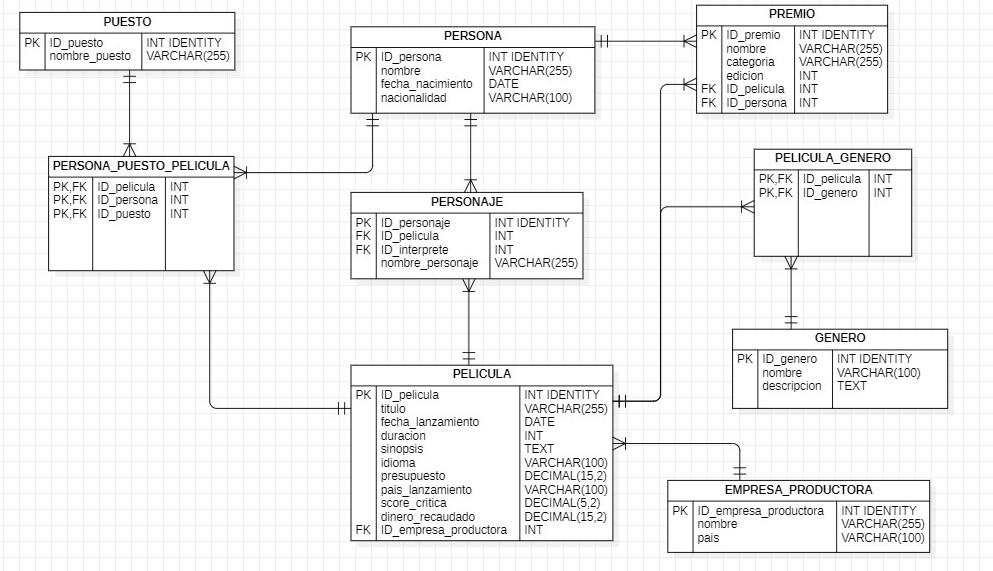 PUESTO
PK ID_puesto INT IDENTITY
nombre_puesto VARCHAR(255)
PERSONA
PK ID_persona INT IDENTITY
nombre VARCHAR(255)
fecha_nacimiento DATE
nacionalidad VARCHAR(100)
PREMIO
PK ID_premio INT IDENTITY
nombre VARCHAR(255)
categoria VARCHAR(255)
edicion INT
FK ID_pelicula INT
FK ID_persona INT
PERSONA_PUESTO_PELICULA
PK,FK ID_pelicula INT
PK,FK ID_persona INT
PK,FK ID_puesto INT
PERSONAJE
PK ID_personaje INT IDENTITY
FK ID_pelicula INT
FK ID_interprete INT
nombre_personaje VARCHAR(255)
PELICULA_GENERO
PK,FK ID_pelicula INT
PK,FK ID_genero INT
GENERO
PK ID_genero INT IDENTITY
nombre VARCHAR(100)
descripcion TEXT
PELICULA
PK ID_pelicula INT IDENTITY
titulo VARCHAR(255)
fecha_lanzamiento DATE
duracion INT
sinopsis TEXT
idioma VARCHAR(100)
presupuesto DECIMAL(15,2)
pais_lanzamiento VARCHAR(100)
score_critica DECIMAL(5,2)
dinero_recaudado DECIMAL(15,2)
FK ID_empresa_productora INT
EMPRESA_PRODUCTORA
PK ID_empresa_productora INT IDENTITY
nombre VARCHAR(255)
pais VARCHAR(100)